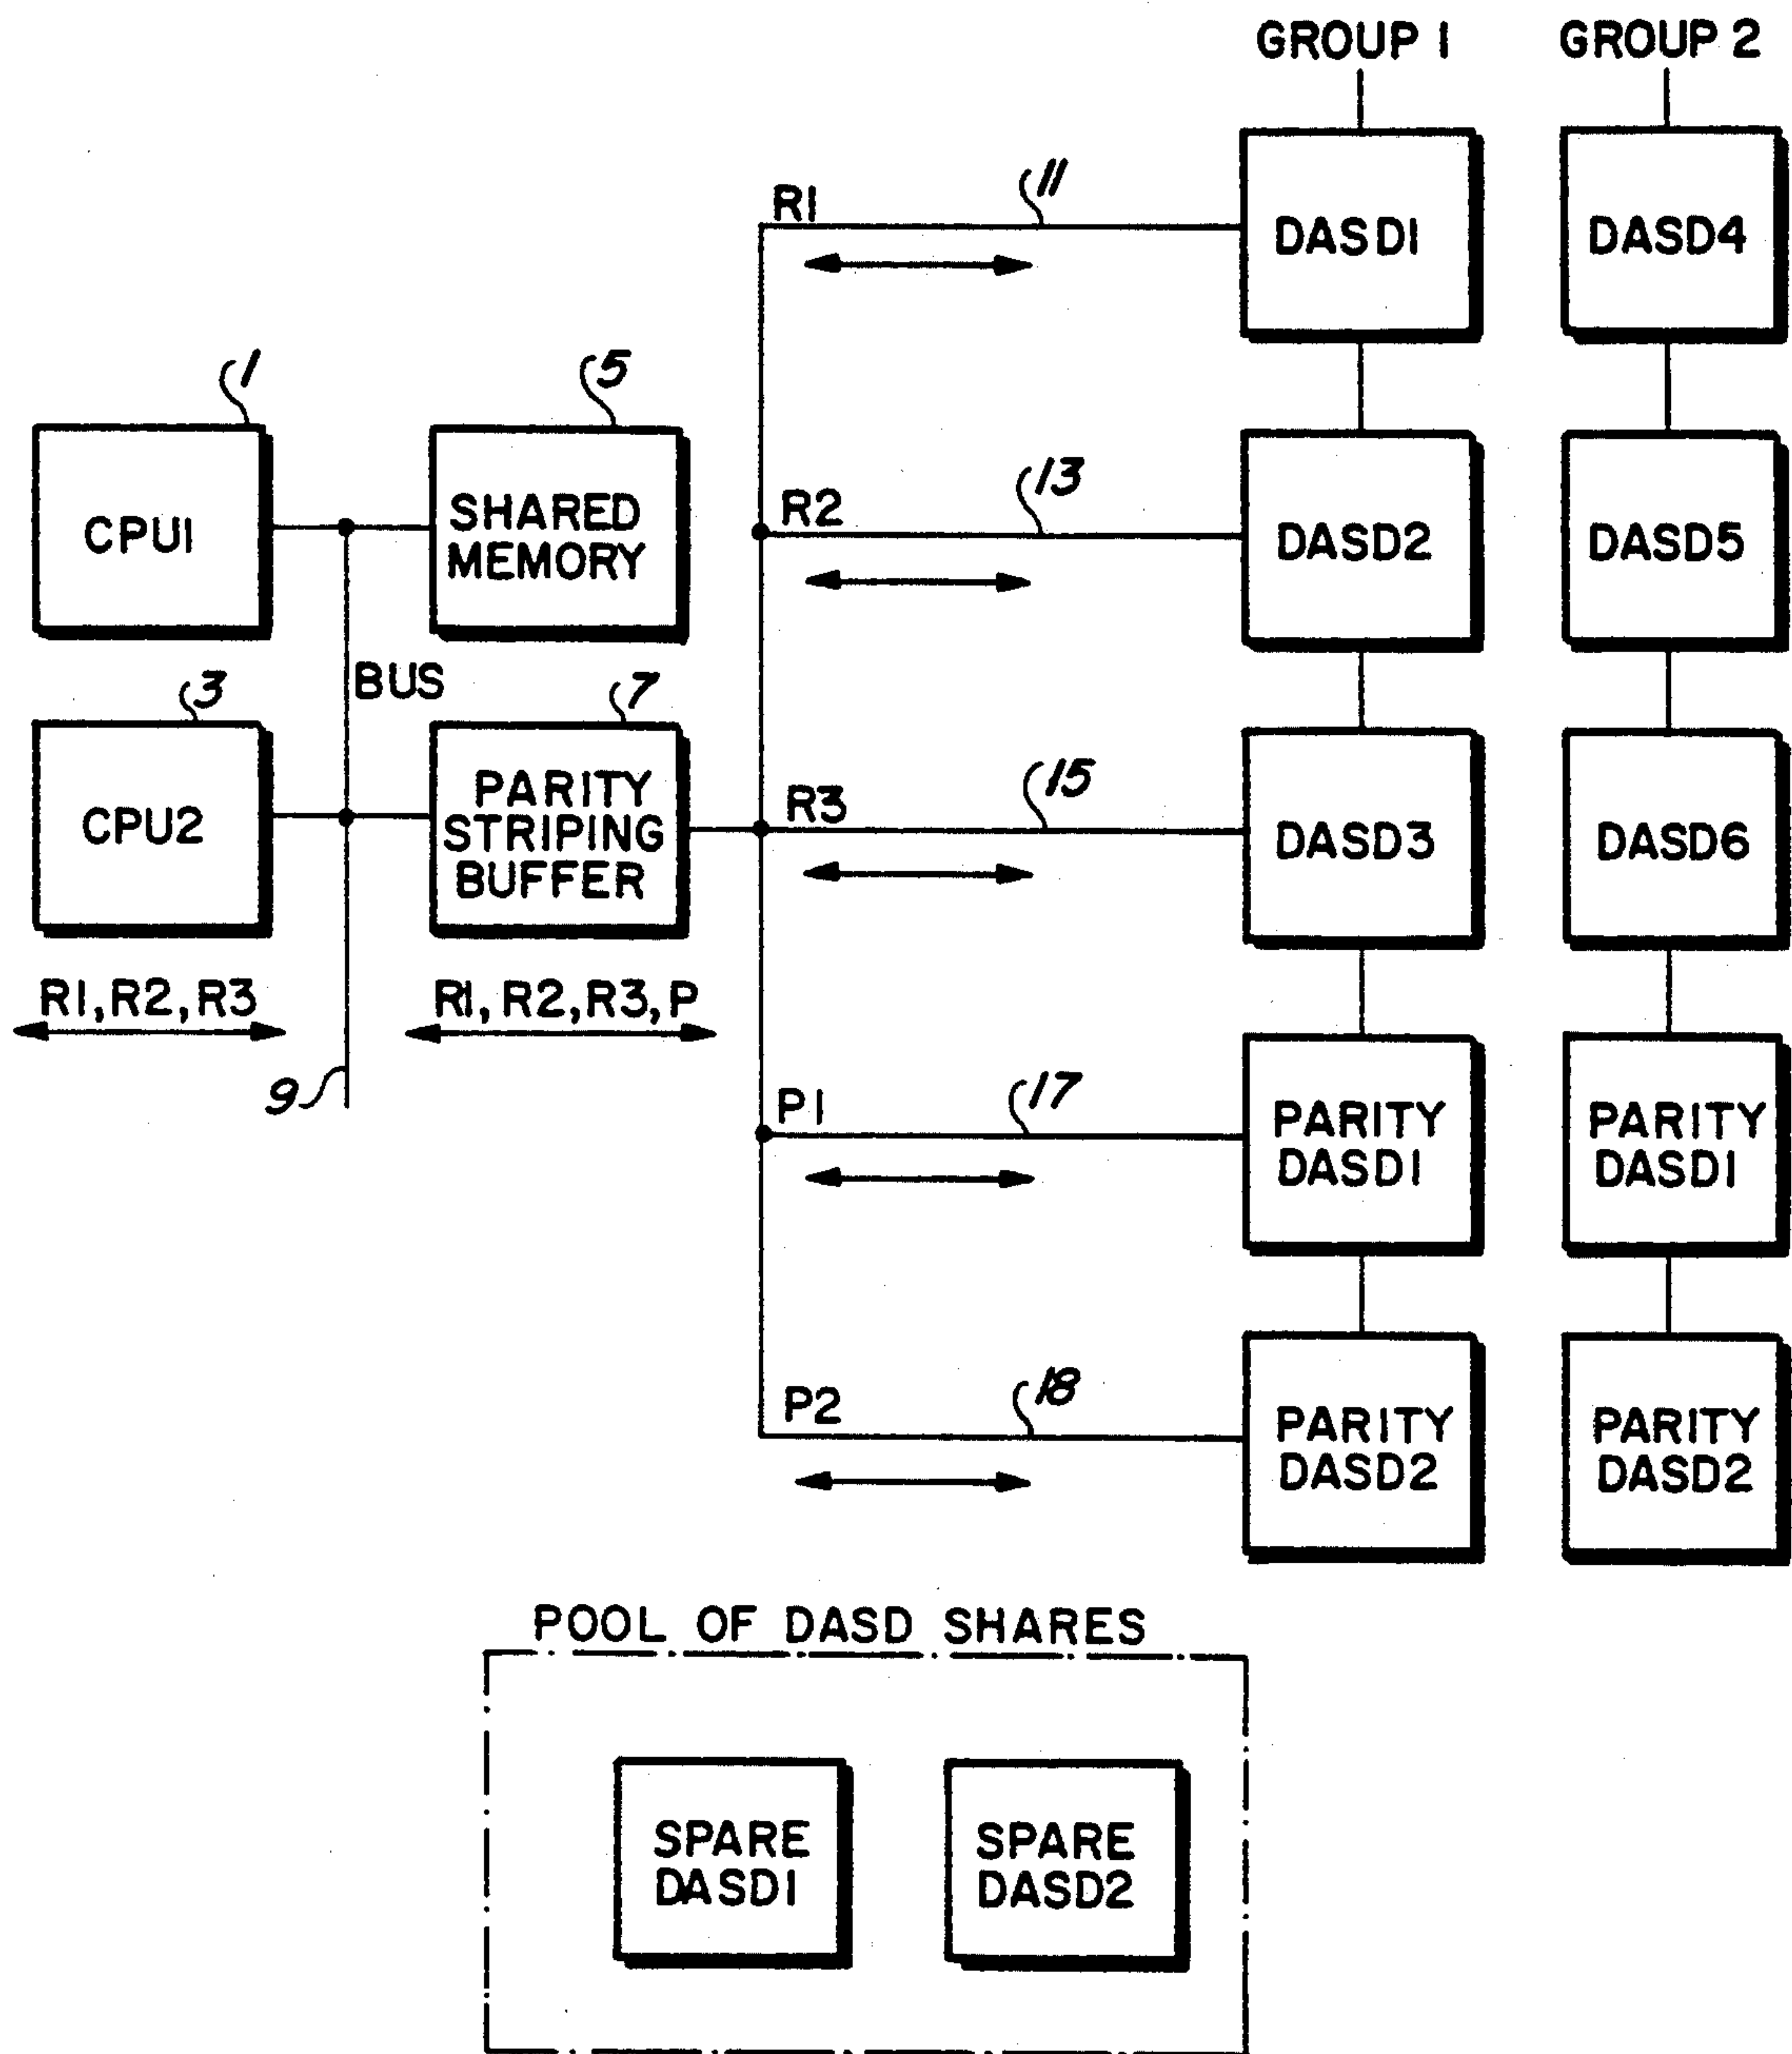 GROUP 1
GROUP 2
R1
11
DASD1
DASD4
1
5
CPU1
SHARED
MEMORY
R2
13
DASD2
DASD5
BUS
3
7
CPU2
PARITY
STRIPING
BUFFER
R3
15
DASD3
DASD6
R1, R2, R3
R1, R2, R3, P
9
P1
17
PARITY
DASD1
PARITY
DASD1
P2
18
PARITY
DASD2
PARITY
DASD2
POOL OF DASD SHARES
SPARE
DASD1
SPARE
DASD2